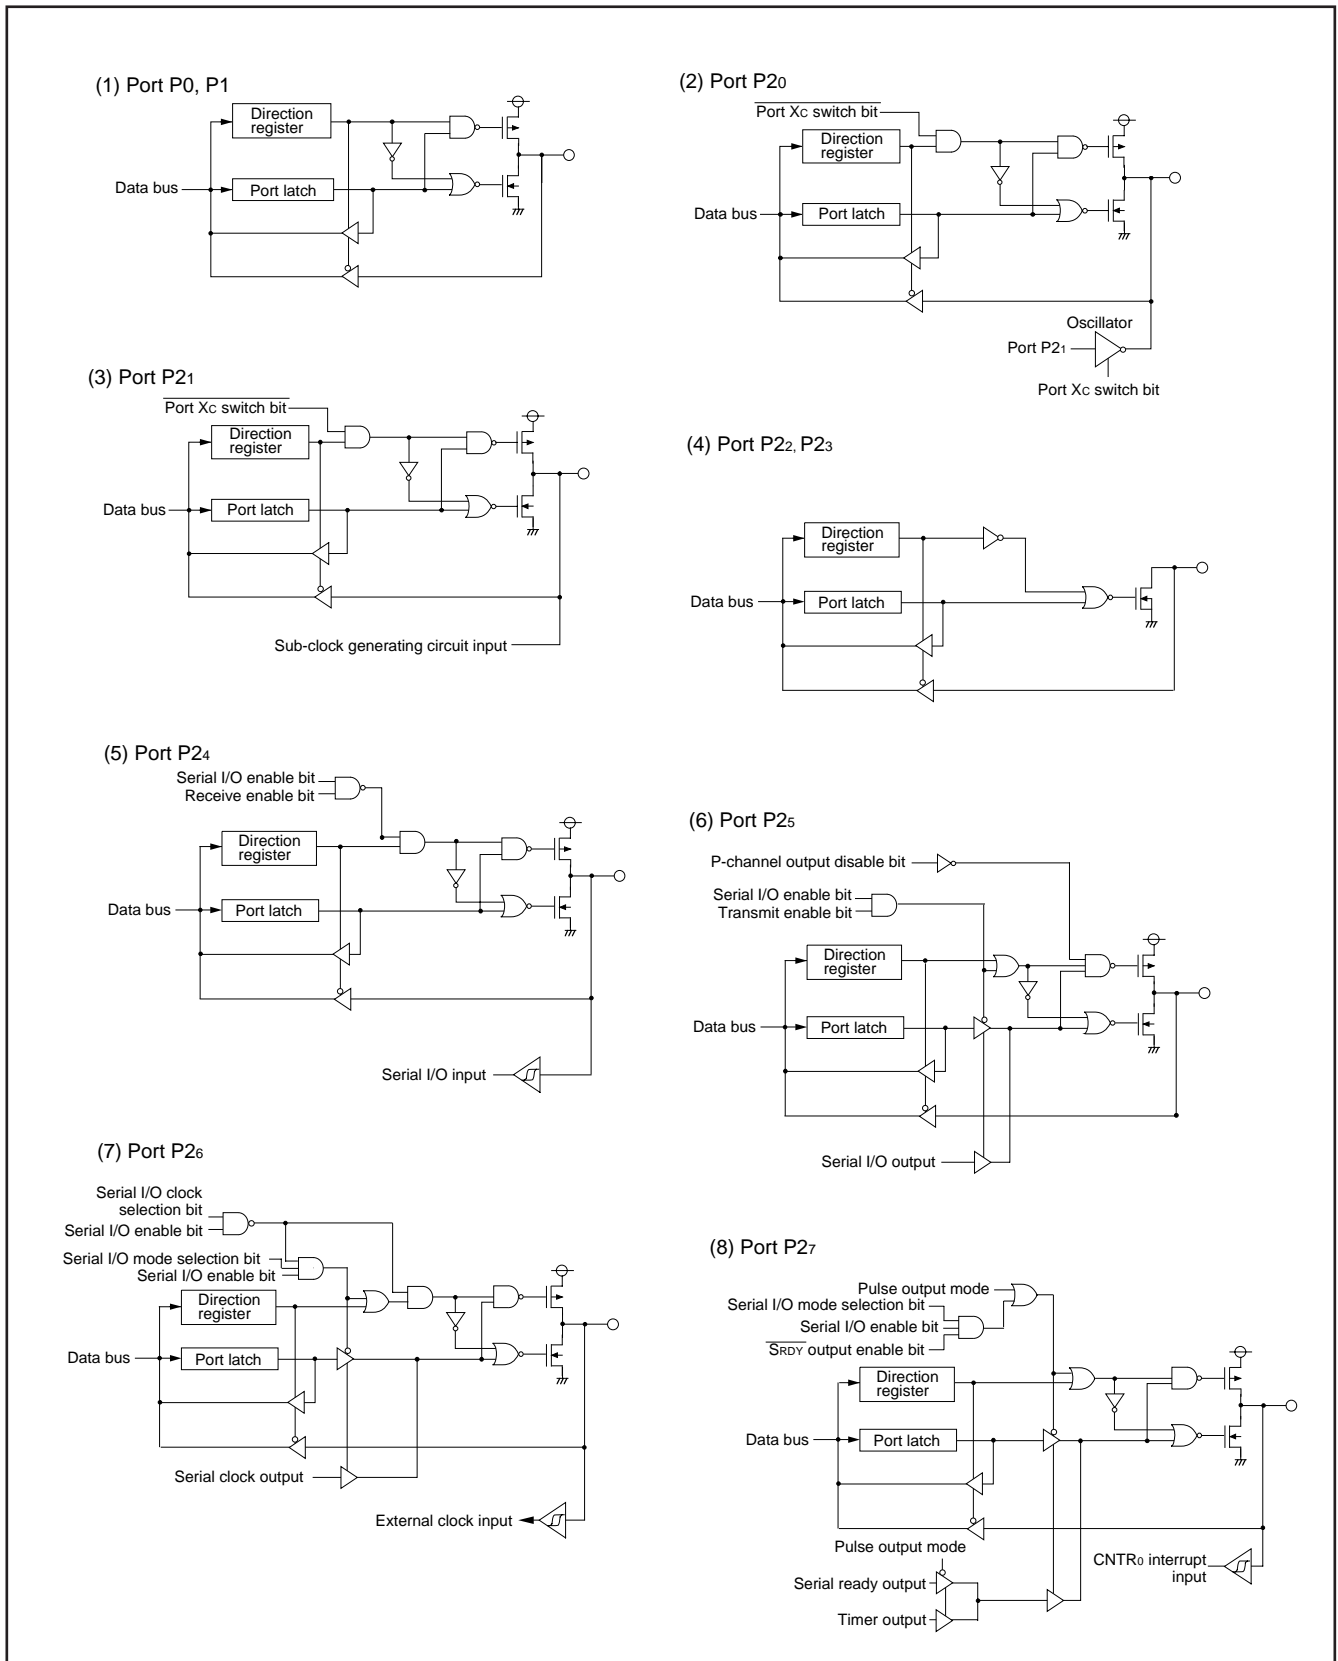 (1) Port P0, P1
Direction
register
Data bus
Port latch
(2) Port P20
Port XC switch bit
Direction
register
Data bus
Port latch
Oscillator
Port P21
Port XC switch bit
(3) Port P21
Port XC switch bit
Direction
register
Data bus
Port latch
Sub-clock generating circuit input
(4) Port P22, P23
Direction
register
Data bus
Port latch
(5) Port P24
Serial I/O enable bit
Receive enable bit
Direction
register
Data bus
Port latch
Serial I/O input
(6) Port P25
P-channel output disable bit
Serial I/O enable bit
Transmit enable bit
Direction
register
Data bus
Port latch
Serial I/O output
(7) Port P26
Serial I/O clock
selection bit
Serial I/O enable bit
Serial I/O mode selection bit
Serial I/O enable bit
Direction
register
Data bus
Port latch
Serial clock output
External clock input
(8) Port P27
Pulse output mode
Serial I/O mode selection bit
Serial I/O enable bit
SRDY output enable bit
Direction
register
Data bus
Port latch
Pulse output mode
Serial ready output
Timer output
CNTR0 interrupt
input